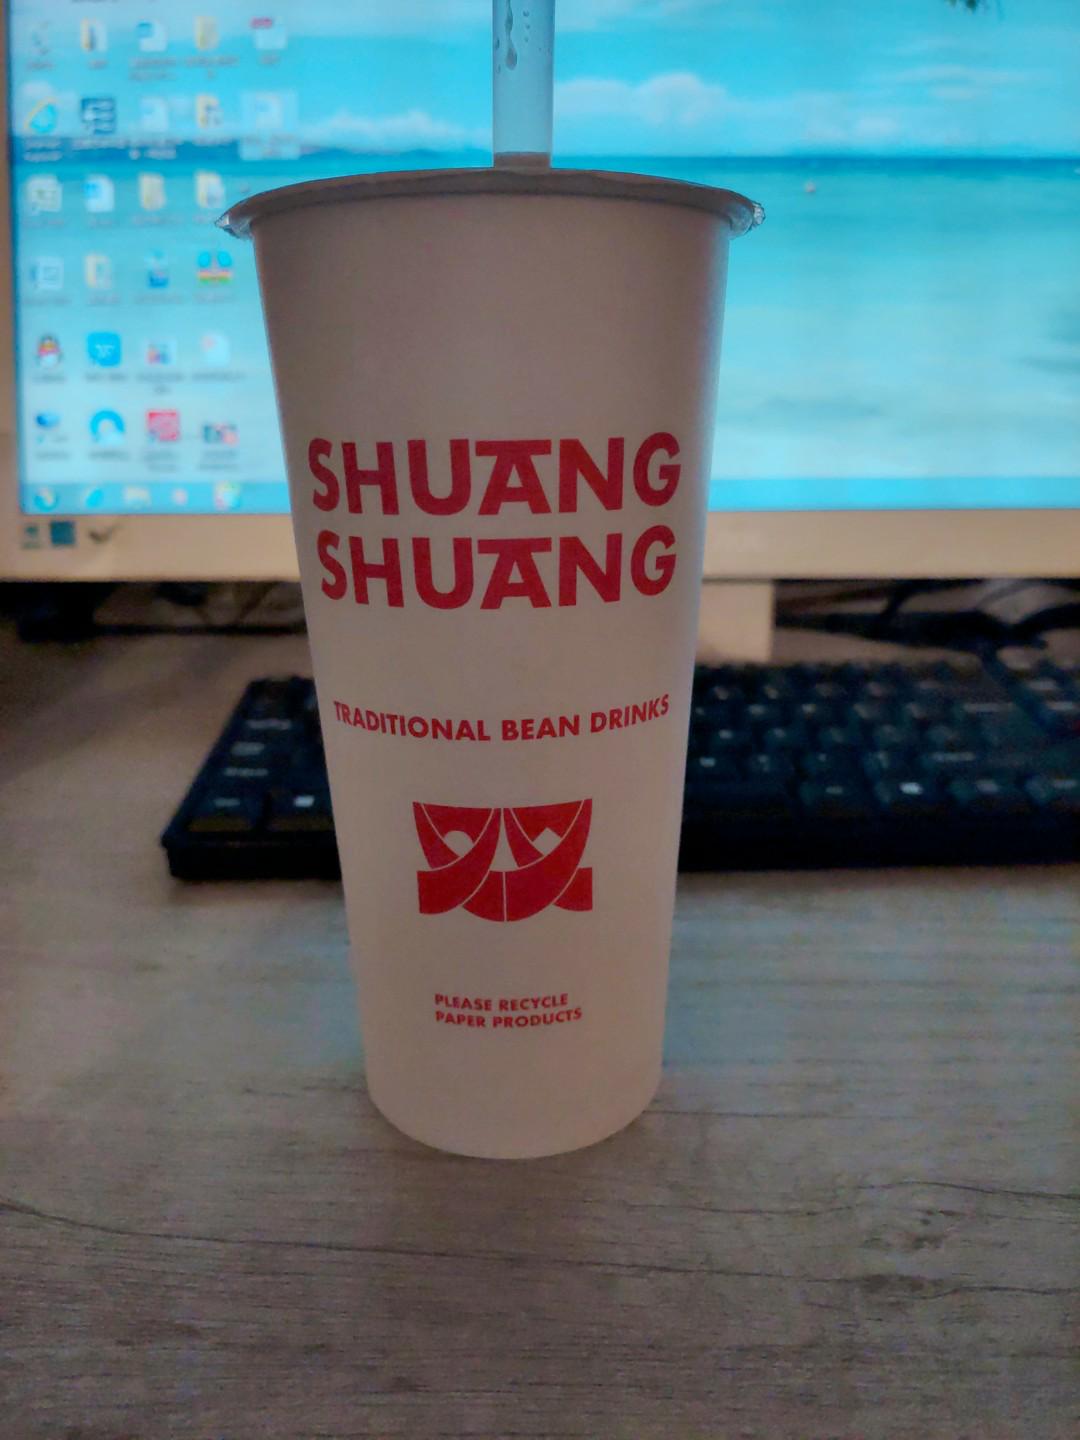 SHUANG
SHUANG
TRADITIONAL BEAN DRINKS
PLEASE RECYCLE
PAPER PRODUCTS